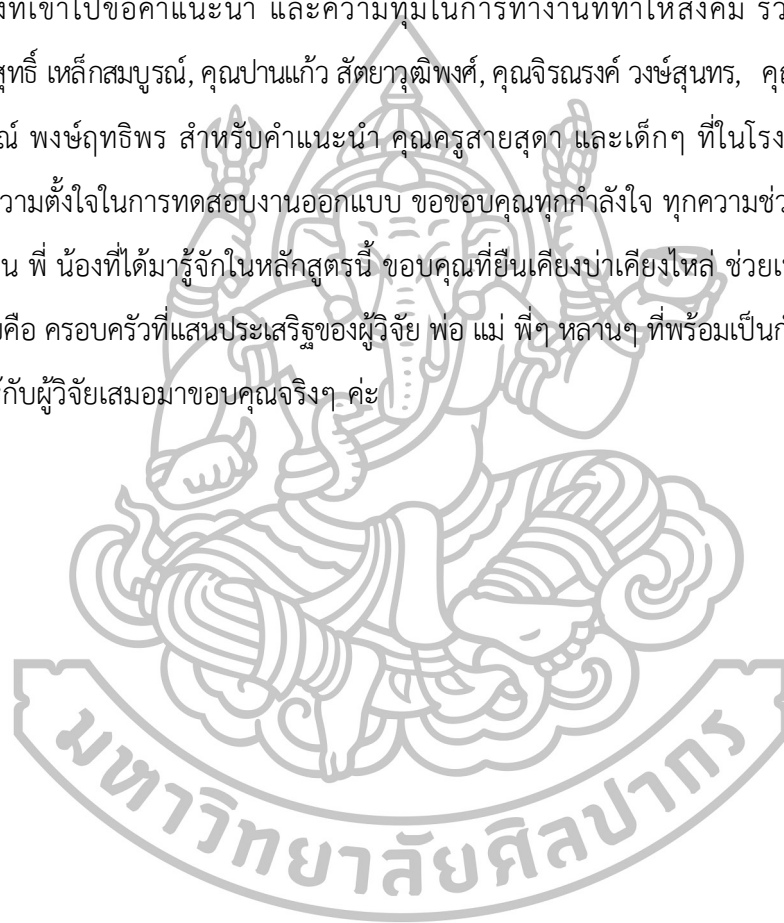 ที่เข้าไปขอคำแนะนำ และความทุ่มในการทำงานที่ทำให้สังคม
สุทธิ์ เหล็กสมบูรณ์, คุณปานแก้ว สัตยาวุฒิพงศ์, คุณจิรณรงค์ วงษ์สุนทร,
ณ์ พงษ์ฤทธิพร สำหรับคำแนะนำ คุณครูสายสุดา และเด็กๆ ที่ในโรง
วามตั้งใจในการทดสอบงานออกแบบ ขอขอบคุณทุกกำลังใจ ทุกความช่ว
น พี่ น้องที่ได้มารู้จักในหลักสูตรนี้ ขอบคุณที่ยืนเคียงบ่าเคียงไหล่ ช่วยเ
คือ ครอบครัวที่แสนประเสริฐของผู้วิจัย พ่อ แม่ พี่ๆ หลานๆ ที่พร้อมเป็นก
กับผู้วิจัยเสมอมาขอบคุณจริงๆ ค่ะ
มหาวิทยาลัยศิลปากร